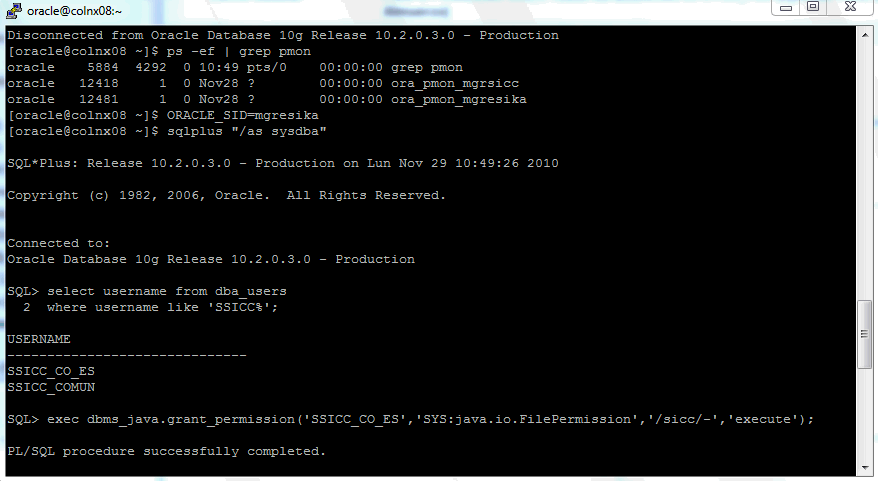 oracle@colnx08:~
Disconnected from Oracle Database 10g Release 10.2.0.3.0 - Production
[oracle@colnx08 ~]$ ps -ef | grep pmon
oracle    5884  4292  0 10:49 pts/0    00:00:00 grep pmon
oracle   12418     1  0 Nov28 ?        00:00:00 ora_pmon_mgrsicc
oracle   12481     1  0 Nov28 ?        00:00:00 ora_pmon_mgresika
[oracle@colnx08 ~]$ ORACLE_SID=mgresika
[oracle@colnx08 ~]$ sqlplus "/as sysdba"
SQL*Plus: Release 10.2.0.3.0 - Production on Lun Nov 29 10:49:26 2010
Copyright (c) 1982, 2006, Oracle.  All Rights Reserved.
Connected to:
Oracle Database 10g Release 10.2.0.3.0 - Production
SQL> select username from dba_users
  2  where username like 'SSICC%';
USERNAME
------------------------------
SSICC_CO_ES
SSICC_COMUN
SQL> exec dbms_java.grant_permission('SSICC_CO_ES','SYS:java.io.FilePermission','/sicc/-','execute');
PL/SQL procedure successfully completed.